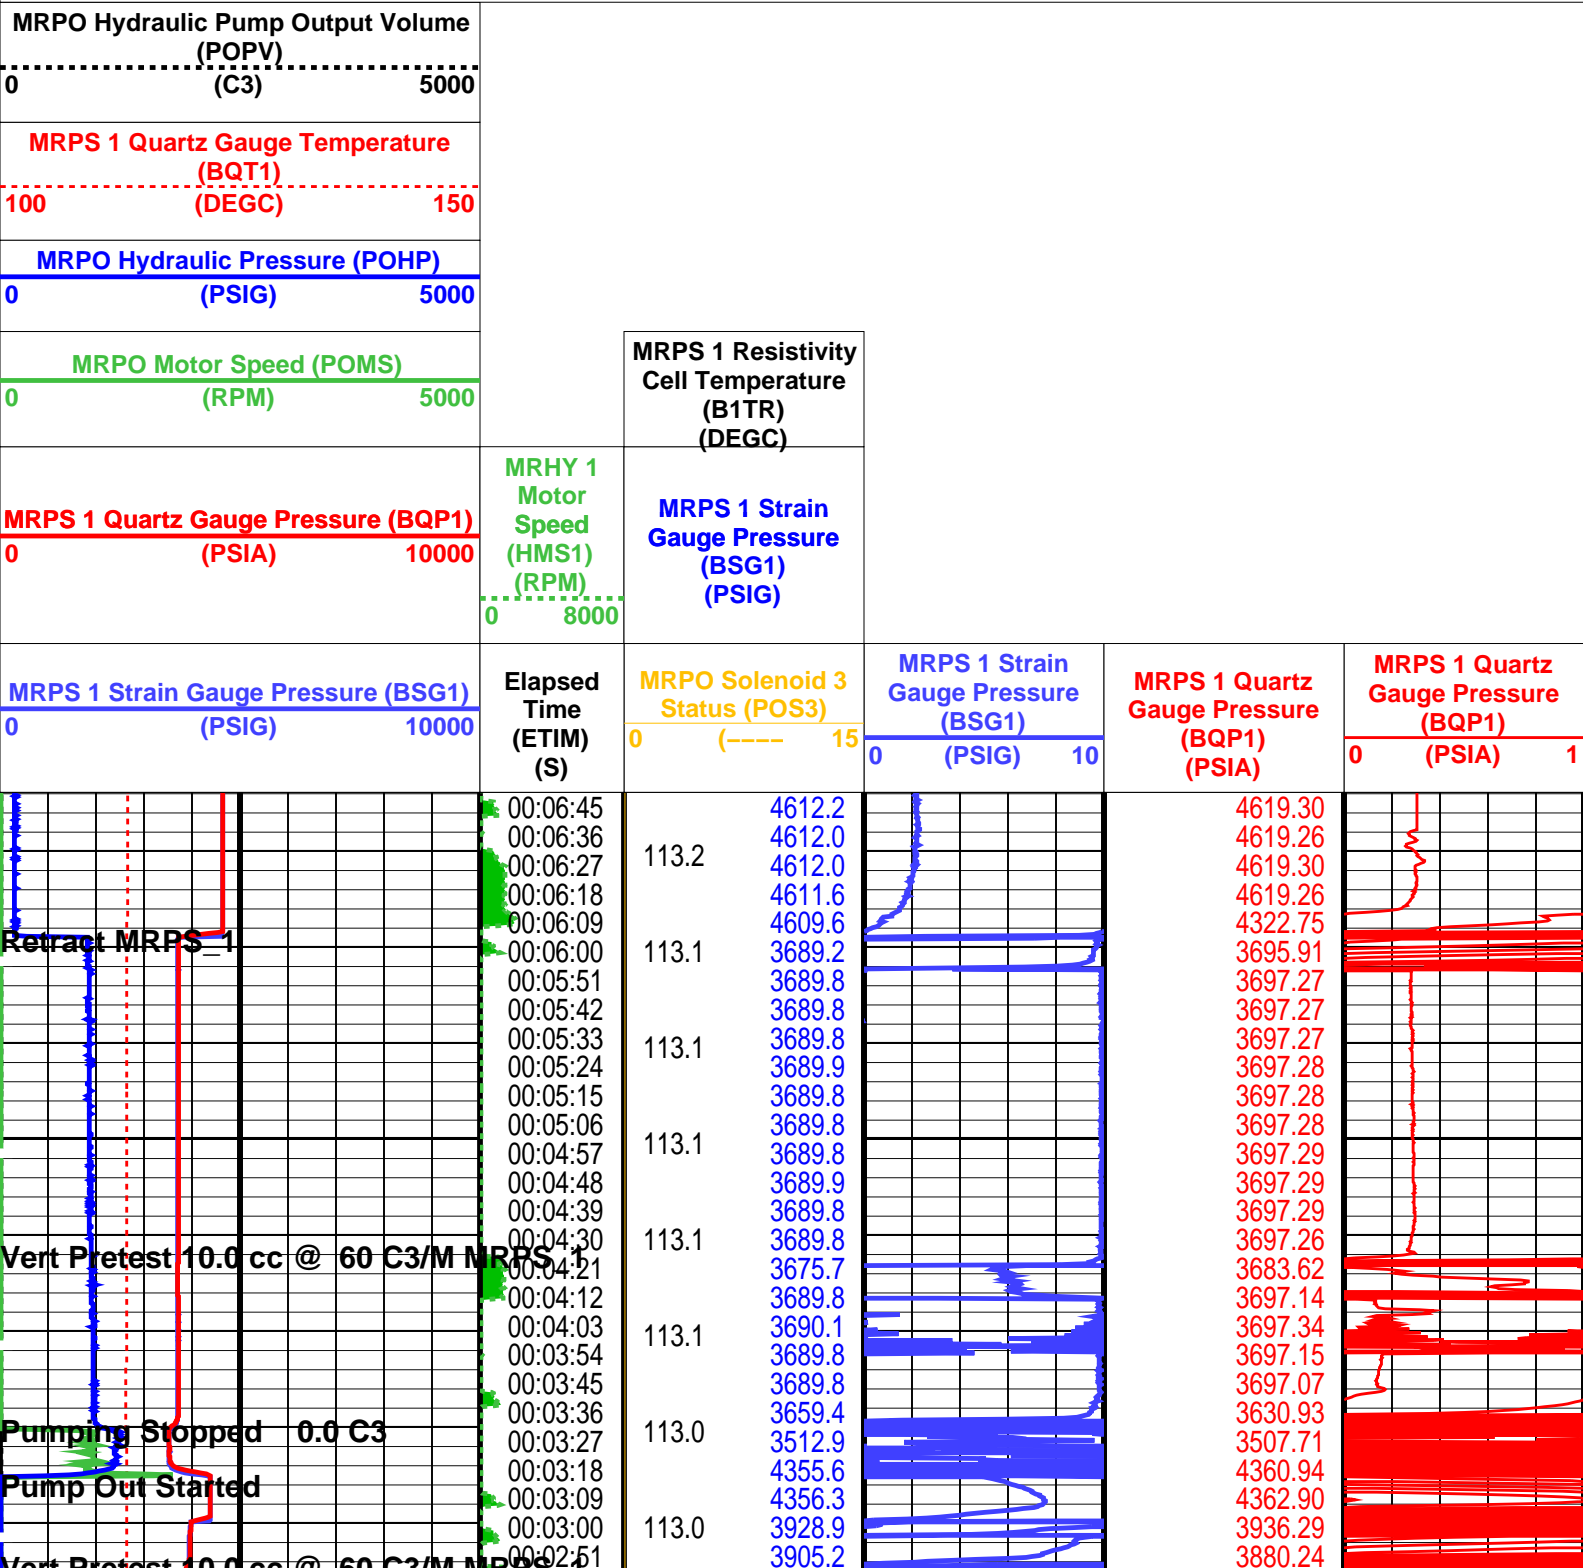 MRPO Hydraulic Pump Output Volume
(POPV)
0 (C3) 5000
MRPS 1 Quartz Gauge Temperature
(BQT1)
100 (DEGC) 150
MRPO Hydraulic Pressure (POHP)
0 (PSIG) 5000
MRPO Motor Speed (POMS)
0 (RPM) 5000
MRPS 1 Quartz Gauge Pressure (BQP1)
0 (PSIA) 10000
MRPS 1 Strain Gauge Pressure (BSG1)
0 (PSIG) 10000
MRHY 1
Motor
Speed
(HMS1)
(RPM)
0 8000
Elapsed
Time
(ETIM)
(S)
MRPS 1 Resistivity
Cell Temperature
(B1TR)
(DEGC)
MRPS 1 Strain
Gauge Pressure
(BSG1)
(PSIG)
MRPO Solenoid 3
Status (POS3)
0 (---- 15
MRPS 1 Strain
Gauge Pressure
(BSG1)
0 (PSIG) 10
MRPS 1 Quartz
Gauge Pressure
(BQP1)
(PSIA)
MRPS 1 Quartz
Gauge Pressure
(BQP1)
0 (PSIA) 1
00:06:45 4612.2 4619.30
00:06:36 4612.0 4619.26
113.2
00:06:27 4612.0 4619.30
00:06:18 4611.6 4619.26
00:06:09 4609.6 4322.75
Retract MRPS_1
00:06:00 113.1 3689.2 3695.91
00:05:51 3689.8 3697.27
00:05:42 3689.8 3697.27
00:05:33 113.1 3689.8 3697.27
00:05:24 3689.9 3697.28
00:05:15 3689.8 3697.28
00:05:06 3689.8 3697.28
00:04:57 113.1 3689.8 3697.29
00:04:48 3689.9 3697.29
00:04:39 3689.8 3697.29
00:04:30 113.1 3689.8 3697.26
Vert Pretest 10.0 cc @ 60 C3/M MRPS_1
00:04:21 3675.7 3683.62
00:04:12 3689.8 3697.14
00:04:03 113.1 3690.1 3697.34
00:03:54 3689.8 3697.15
00:03:45 3689.8 3697.07
00:03:36 3659.4 3630.93
Pumping Stopped 0.0 C3
00:03:27 113.0 3512.9 3507.71
00:03:18 4355.6 4360.94
Pump Out Started
00:03:09 4356.3 4362.90
00:03:00 113.0 3928.9 3936.29
00:02:51 3905.2 3880.24
Vert Pretest 10.0 cc @ 60 C3/M MRPS_1